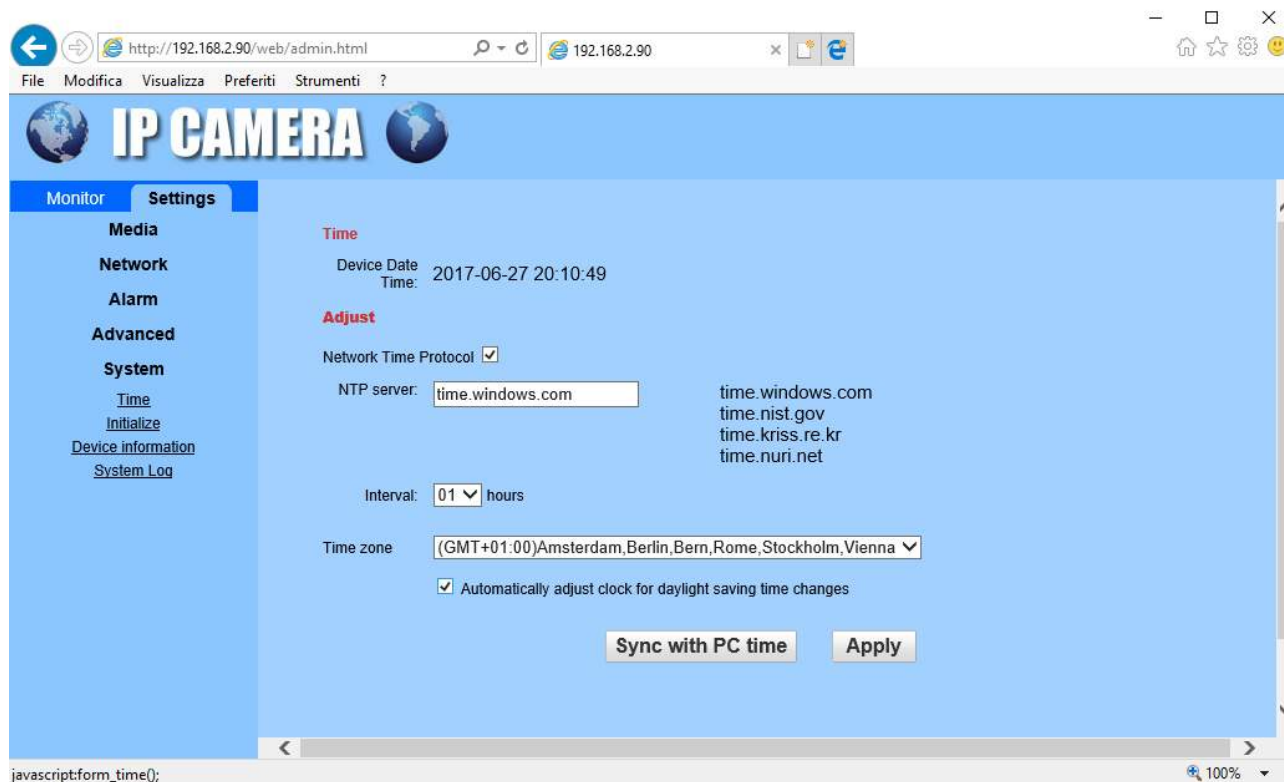 http://192.168.2.90/web/admin.html
192.168.2.90
File Modifica Visualizza Preferiti Strumenti ?
IP CAMERA
Monitor Settings
Media
Network
Alarm
Advanced
System
Time
Initialize
Device information
System Log
Time
Device Date
Time:
2017-06-27 20:10:49
Adjust
Network Time Protocol
NTP server:
time.windows.com
time.windows.com
time.nist.gov
time.kriss.re.kr
time.nuri.net
Interval: 01 hours
Time zone (GMT+01:00)Amsterdam,Berlin,Bern,Rome,Stockholm,Vienna
Automatically adjust clock for daylight saving time changes
Sync with PC time Apply
javascript:form_time();
100%